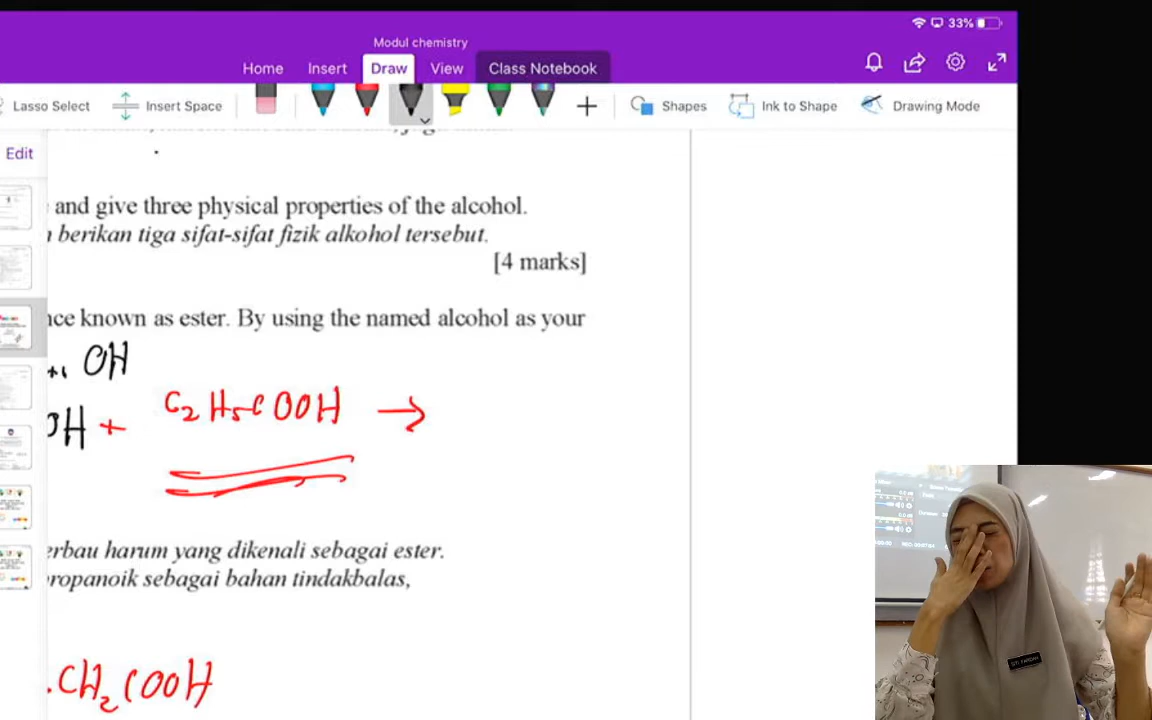 33%
Modul chemistry
Home Insert Draw View Class Notebook
Lasso Select Insert Space Shapes Ink to Shape Drawing Mode
Edit
and give three physical properties of the alcohol.
berikan tiga sifat-sifat fizik alkohol tersebut.
[4 marks]
known as ester. By using the named alcohol as your
OH
OH + C2H5COOH →
erbau harum yang dikenali sebagai ester.
ropanoik sebagai bahan tindakbalas,
.CH2COOH